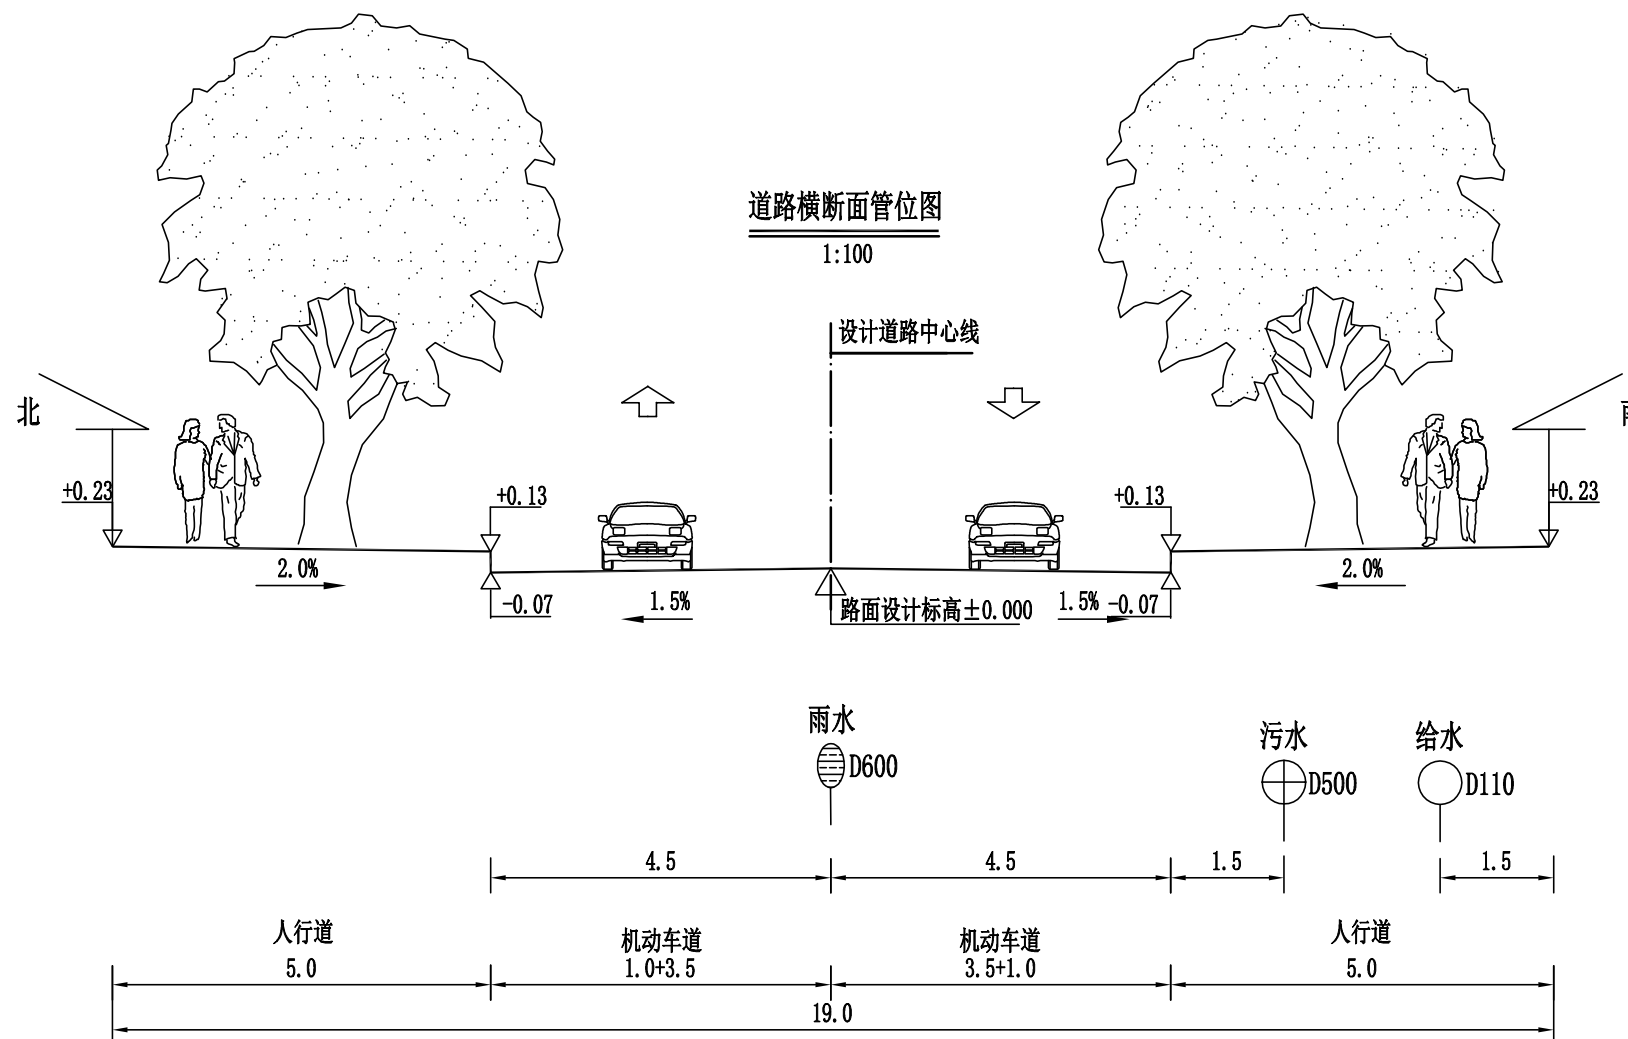 道路横断面管位图
1:100
设计道路中心线
北
+0.23
+0.13
+0.13
+0.23
2.0%
-0.07
1.5%
路面设计标高±0.000
1.5%
-0.07
2.0%
雨水
D600
污水
D500
给水
D110
4.5
4.5
1.5
1.5
人行道
机动车道
机动车道
人行道
5.0
1.0+3.5
3.5+1.0
5.0
19.0